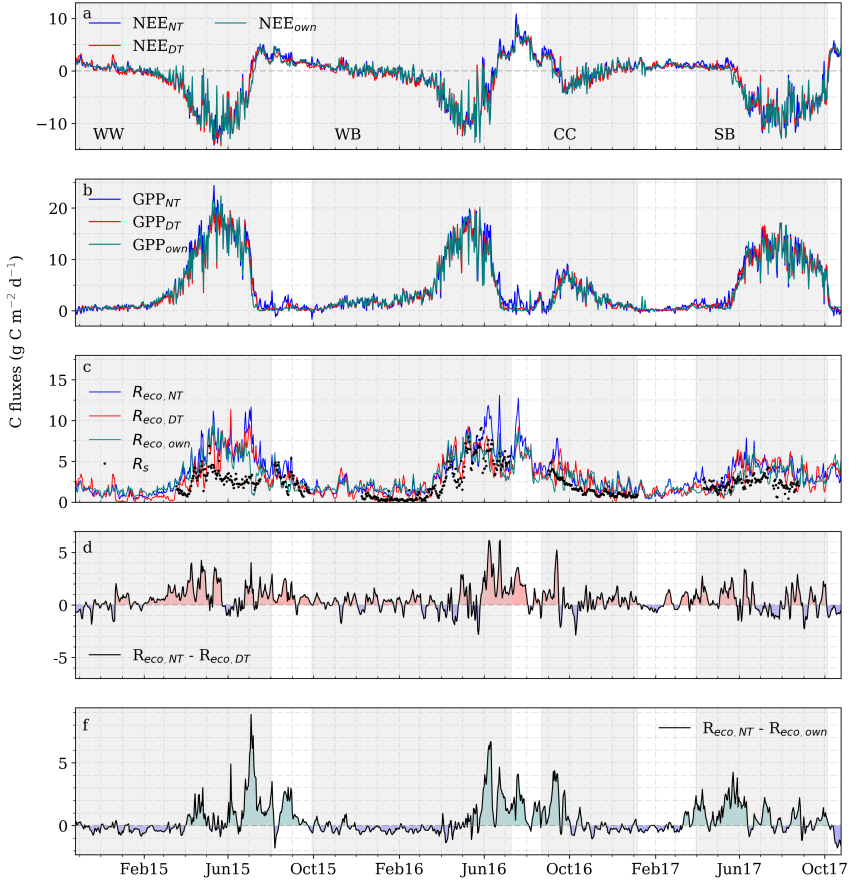 a
NEE_NT
NEE_own
NEE_DT
0
−10
WW
WB
CC
SB
b
GPP_NT
GPP_DT
GPP_own
20
10
0
C fluxes (g C m⁻² d⁻¹)
c
R_eco,NT
R_eco,DT
R_eco,own
R_s
15
10
5
0
d
5
0
-5
R_eco,NT - R_eco,DT
f
R_eco,NT - R_eco,own
5
0
Feb15 Jun15 Oct15 Feb16 Jun16 Oct16 Feb17 Jun17 Oct17